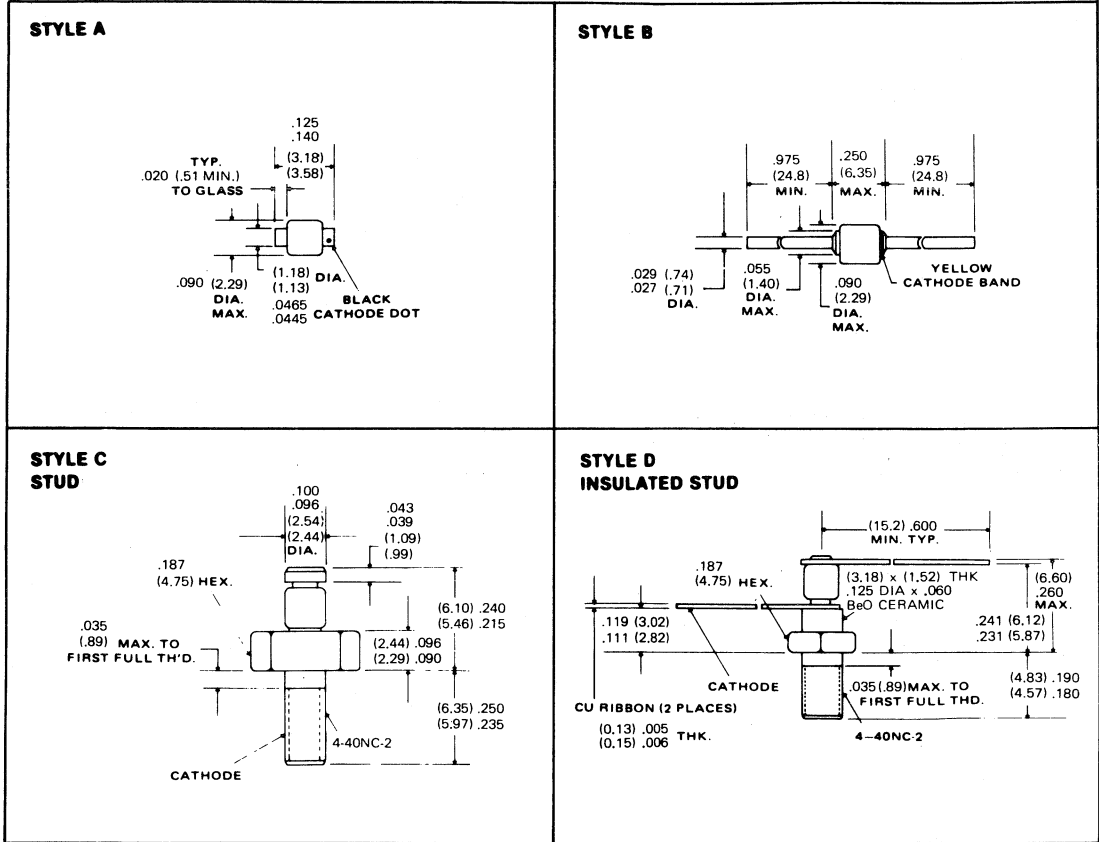 STYLE A
.125
.140
(3.18)
(3.58)
TYP.
.020 (.51 MIN.)
TO GLASS
.090 (2.29)
DIA.
MAX.
(1.18) DIA.
(1.13)
.0465
.0445
BLACK
CATHODE DOT
STYLE B
.975
(24.8)
MIN.
.250
(6.35)
MAX.
.975
(24.8)
MIN.
.029 (.74)
.027 (.71)
DIA.
.055
(1.40)
DIA.
MAX.
.090
(2.29)
DIA.
MAX.
YELLOW
CATHODE BAND
STYLE C
STUD
.100
.096
(2.54)
(2.44)
DIA.
.043
.039
(1.09)
(.99)
.187
(4.75) HEX.
.035
(.89) MAX. TO
FIRST FULL TH'D.
(6.10) .240
(5.46) .215
(2.44) .096
(2.29) .090
(6.35) .250
(5.97) .235
4-40NC-2
CATHODE
STYLE D
INSULATED STUD
(15.2) .600
MIN. TYP.
.187
(4.75) HEX.
(3.18) x (1.52) THK
.125 DIA x .060
BeO CERAMIC
(6.60)
.260
MAX.
.119 (3.02)
.111 (2.82)
.241 (6.12)
.231 (5.87)
CATHODE
.035(.89)MAX. TO
FIRST FULL THD.
(4.83) .190
(4.57) .180
CU RIBBON (2 PLACES)
(0.13) .005 THK.
(0.15) .006
4-40NC-2